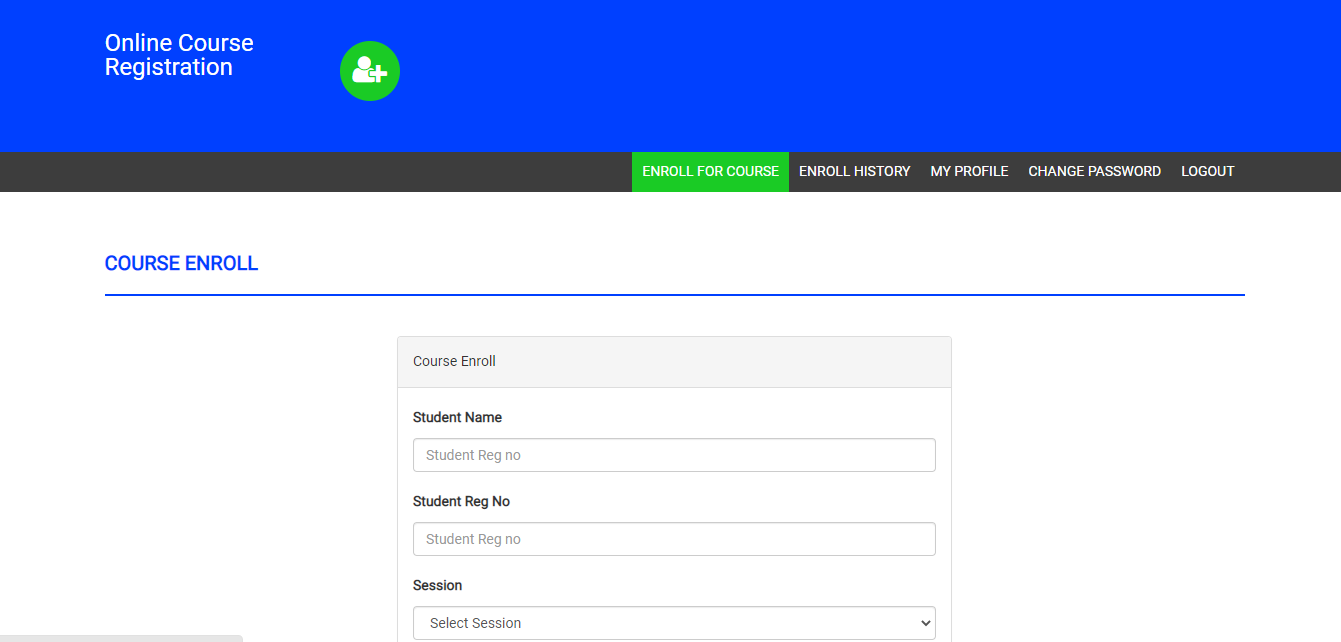 Online Course
Registration
ENROLL FOR COURSE ENROLL HISTORY MY PROFILE CHANGE PASSWORD LOGOUT
COURSE ENROLL
Course Enroll
Student Name
Student Reg no
Student Reg No
Student Reg no
Session
Select Session